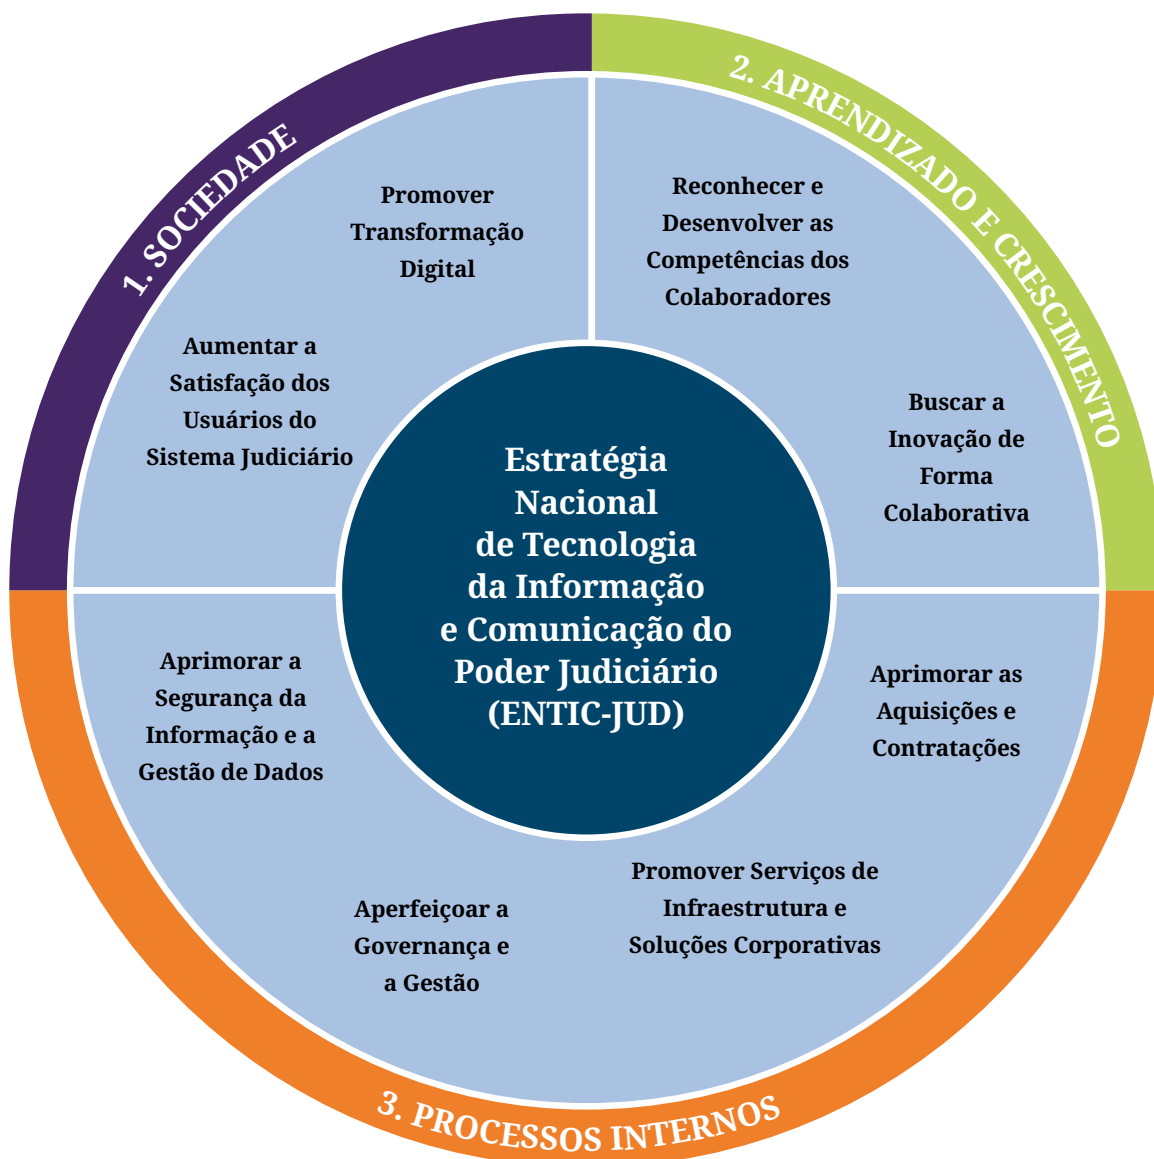 1. SOCIEDADE
Promover
Transformação
Digital
Aumentar a
Satisfação dos
Usuários do
Sistema Judiciário
2. APRENDIZADO E CRESCIMENTO
Reconhecer e
Desenvolver as
Competências dos
Colaboradores
Buscar a
Inovação de
Forma
Colaborativa
Estratégia
Nacional
de Tecnologia
da Informação
e Comunicação do
Poder Judiciário
(ENTIC-JUD)
Aprimorar a
Segurança da
Informação e a
Gestão de Dados
Aperfeiçoar a
Governança e
a Gestão
Promover Serviços de
Infraestrutura e
Soluções Corporativas
Aprimorar as
Aquisições e
Contratações
3. PROCESSOS INTERNOS